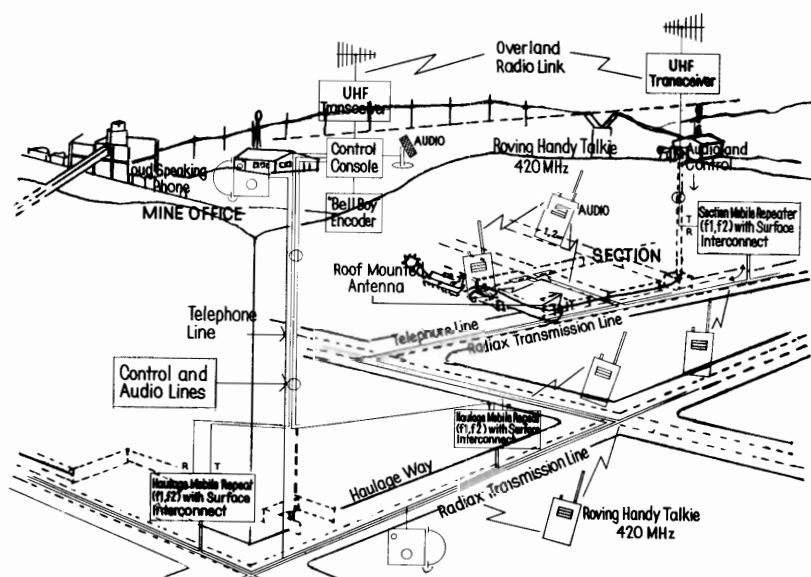 Overland
Radio Link
UHF
Transceiver
UHF
Transceiver
Control
Console
AUDIO
Loud Speaking
Phone
MINE OFFICE
"Bell Boy
Encoder
Roving Handy Talkie
420 MHz
Audio and
Control
AUDIO
T
R
Section Mobile Repeater
(f1,f2) with Surface
Interconnect
SECTION
Roof Mounted
Antenna
Telephone
Line
Telephone Line
Radiax Transmission Line
Control and
Audio Lines
Haulage Mobile Repeat
(f1,f2) with Surface
Interconnect
R T
Haulage Mobile Repeat
(f1,f2) with Surface
Interconnect
Haulage Way
Radiax Transmission Line
Roving Handy Talkie
420 MHz